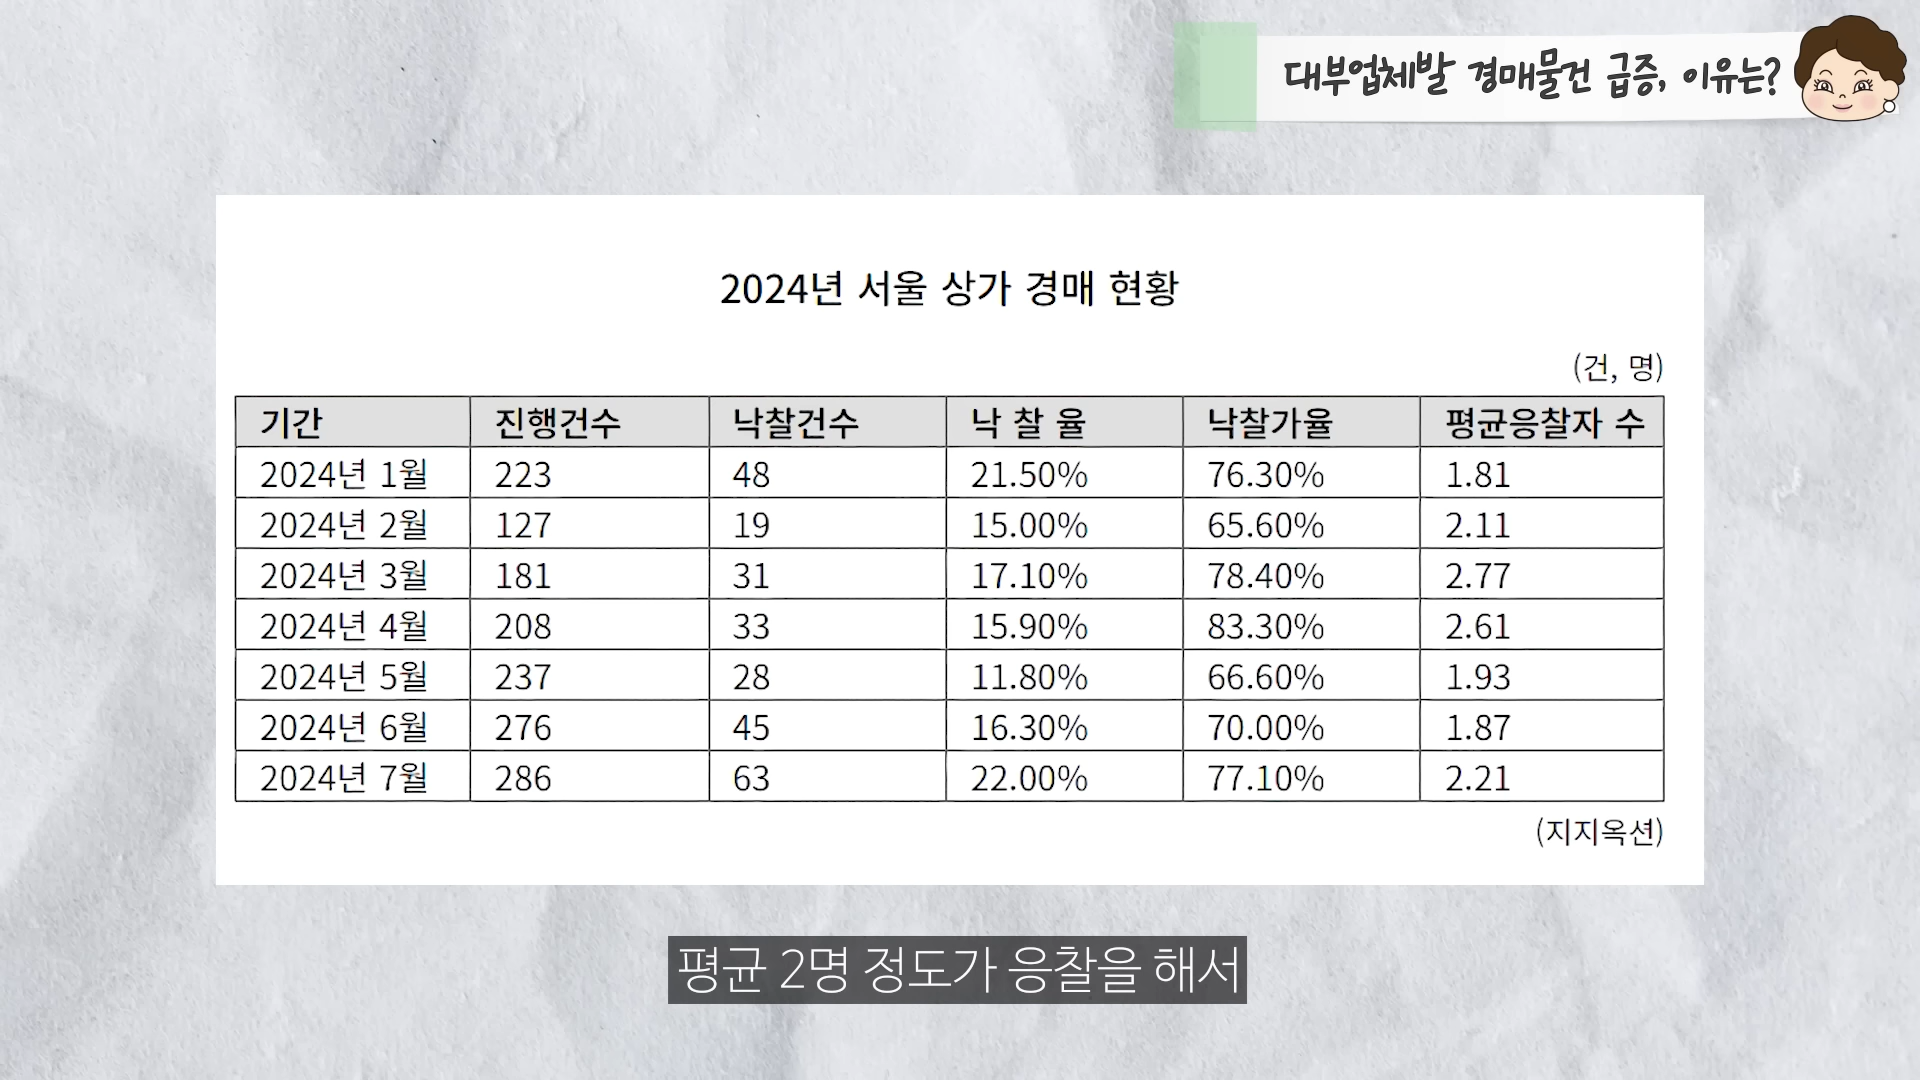 대부업체발 경매물건 급증, 이유는?
2024년 서울 상가 경매 현황
(건, 명)
기간 진행건수 낙찰건수 낙 찰 율 낙찰가율 평균응찰자 수
2024년 1월 223 48 21.50% 76.30% 1.81
2024년 2월 127 19 15.00% 65.60% 2.11
2024년 3월 181 31 17.10% 78.40% 2.77
2024년 4월 208 33 15.90% 83.30% 2.61
2024년 5월 237 28 11.80% 66.60% 1.93
2024년 6월 276 45 16.30% 70.00% 1.87
2024년 7월 286 63 22.00% 77.10% 2.21
(지지옥션)
평균 2명 정도가 응찰을 해서